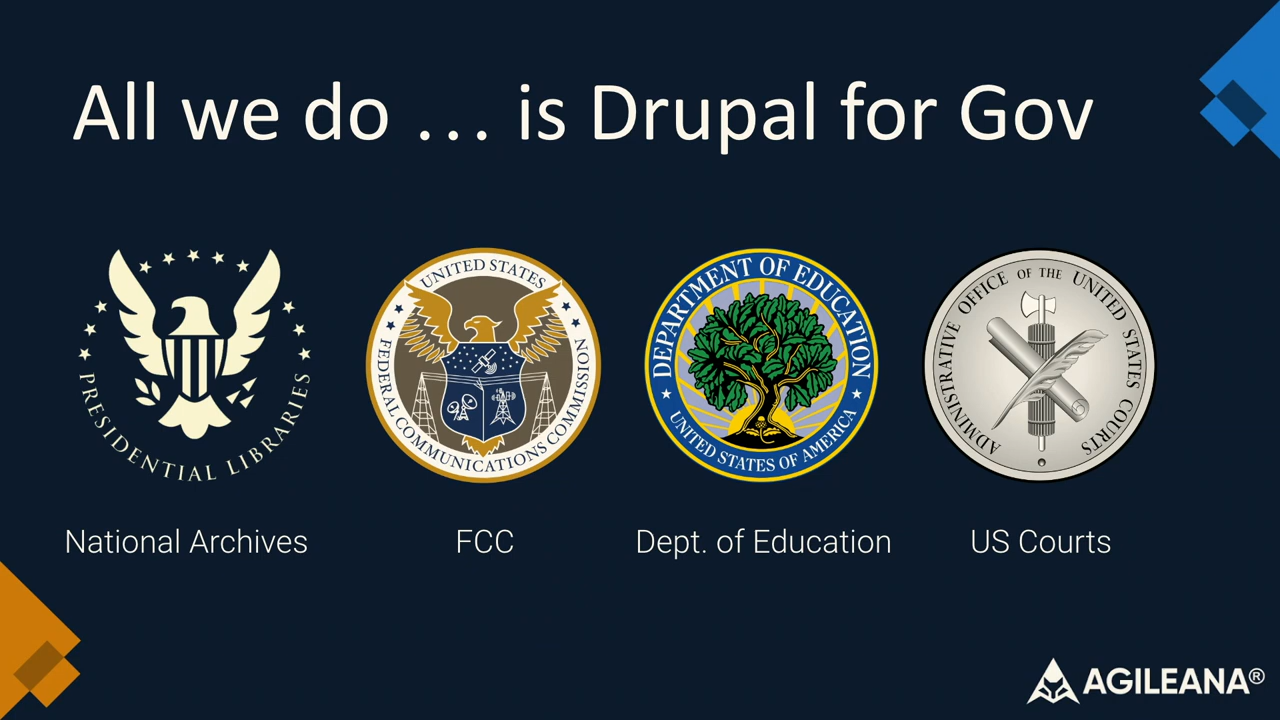 All we do ... is Drupal for Gov
PRESIDENTIAL LIBRARIES
UNITED STATES
FEDERAL COMMUNICATIONS COMMISSION
DEPARTMENT OF EDUCATION
UNITED STATES OF AMERICA
ADMINISTRATIVE OFFICE OF THE UNITED STATES COURTS
National Archives
FCC
Dept. of Education
US Courts
AGILEANA®